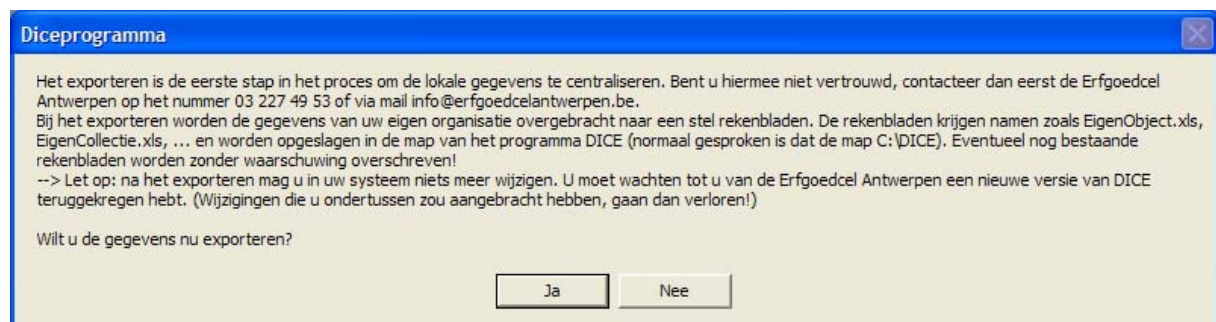 Diceprogramma
Het exporteren is de eerste stap in het proces om de lokale gegevens te centraliseren. Bent u hiermee niet vertrouwd, contacteer dan eerst de Erfgoedcel
Antwerpen op het nummer 03 227 49 53 of via mail info@erfgoedcelantwerpen.be.
Bij het exporteren worden de gegevens van uw eigen organisatie overgebracht naar een stel rekenbladen. De rekenbladen krijgen namen zoals EigenObject.xls,
EigenCollectie.xls, ... en worden opgeslagen in de map van het programma DICE (normaal gesproken is dat de map C:\DICE). Eventueel nog bestaande
rekenbladen worden zonder waarschuwing overschreven!
--> Let op: na het exporteren mag u in uw systeem niets meer wijzigen. U moet wachten tot u van de Erfgoedcel Antwerpen een nieuwe versie van DICE
teruggekregen hebt. (Wijzigingen die u ondertussen zou aangebracht hebben, gaan dan verloren!)
Wilt u de gegevens nu exporteren?
Ja Nee